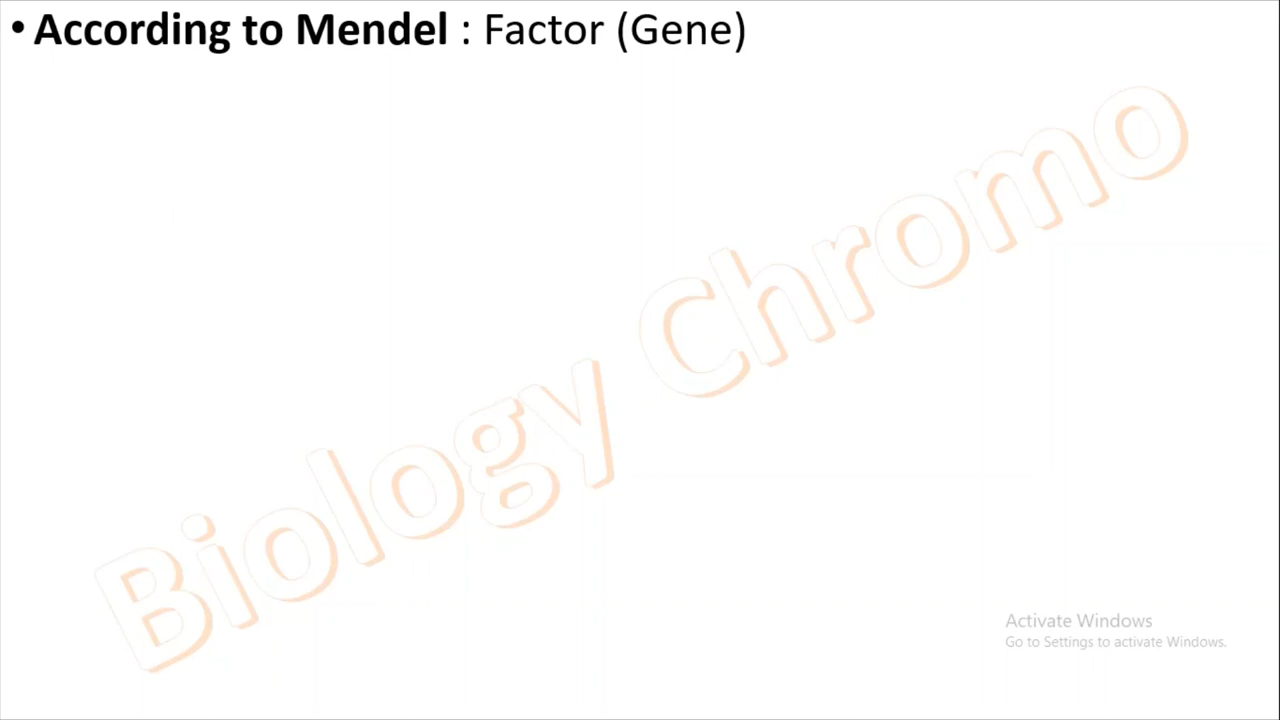 • According to Mendel : Factor (Gene)
Biology Chromo
Activate Windows
Go to Settings to activate Windows.